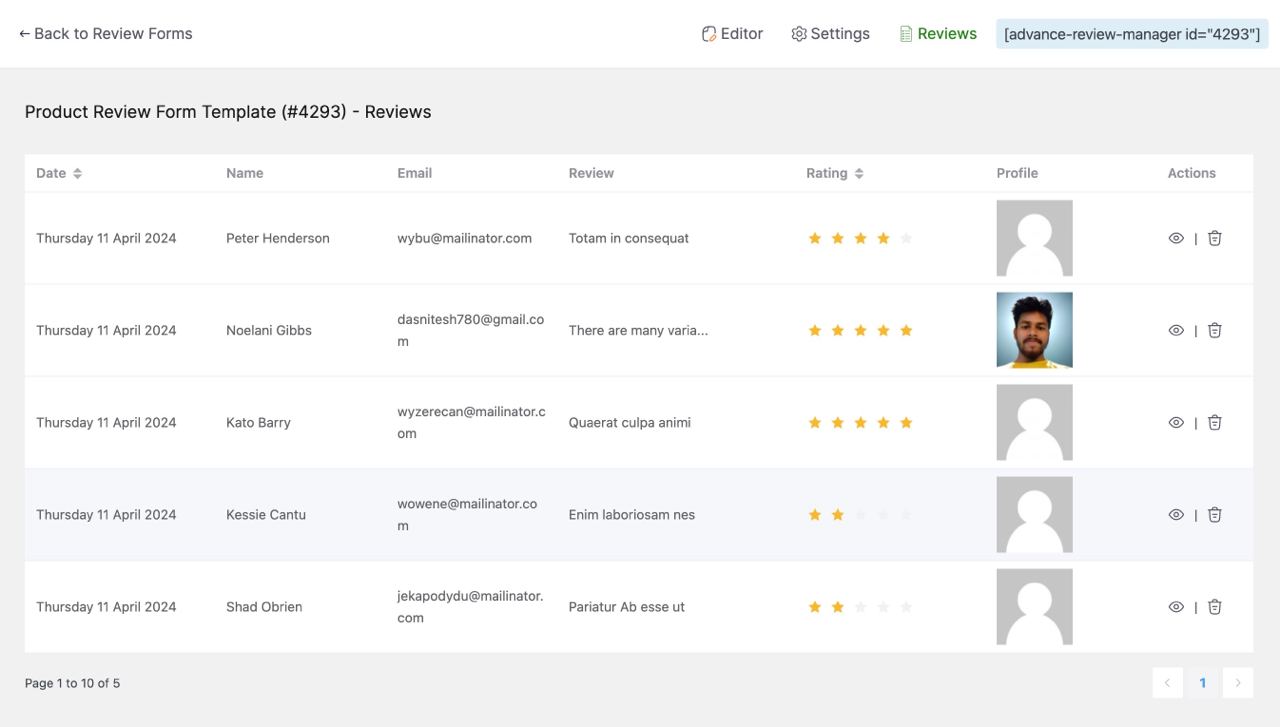 Back to Review Forms
Editor
Settings
Reviews
[advance-review-manager id="4293"]
Product Review Form Template (#4293) - Reviews
Date Name Email Review Rating Profile Actions
Thursday 11 April 2024 Peter Henderson wybu@mailinator.com Totam in consequat |
Thursday 11 April 2024 Noelani Gibbs dasnitesh780@gmail.co There are many varia... |
m
Thursday 11 April 2024 Kato Barry wyzerecan@mailinator.c Quaerat culpa animi |
om
Thursday 11 April 2024 Kessie Cantu wowene@mailinator.co Enim laboriosam nes |
m
Thursday 11 April 2024 Shad Obrien jekapodydu@mailinator. Pariatur Ab esse ut |
com
Page 1 to 10 of 5
1